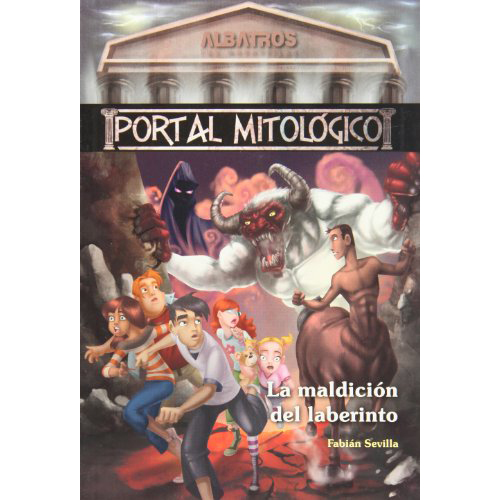 ALBATROS
PORTAL MITOLÓGICO
La maldición
del laberinto
Fabián Sevilla